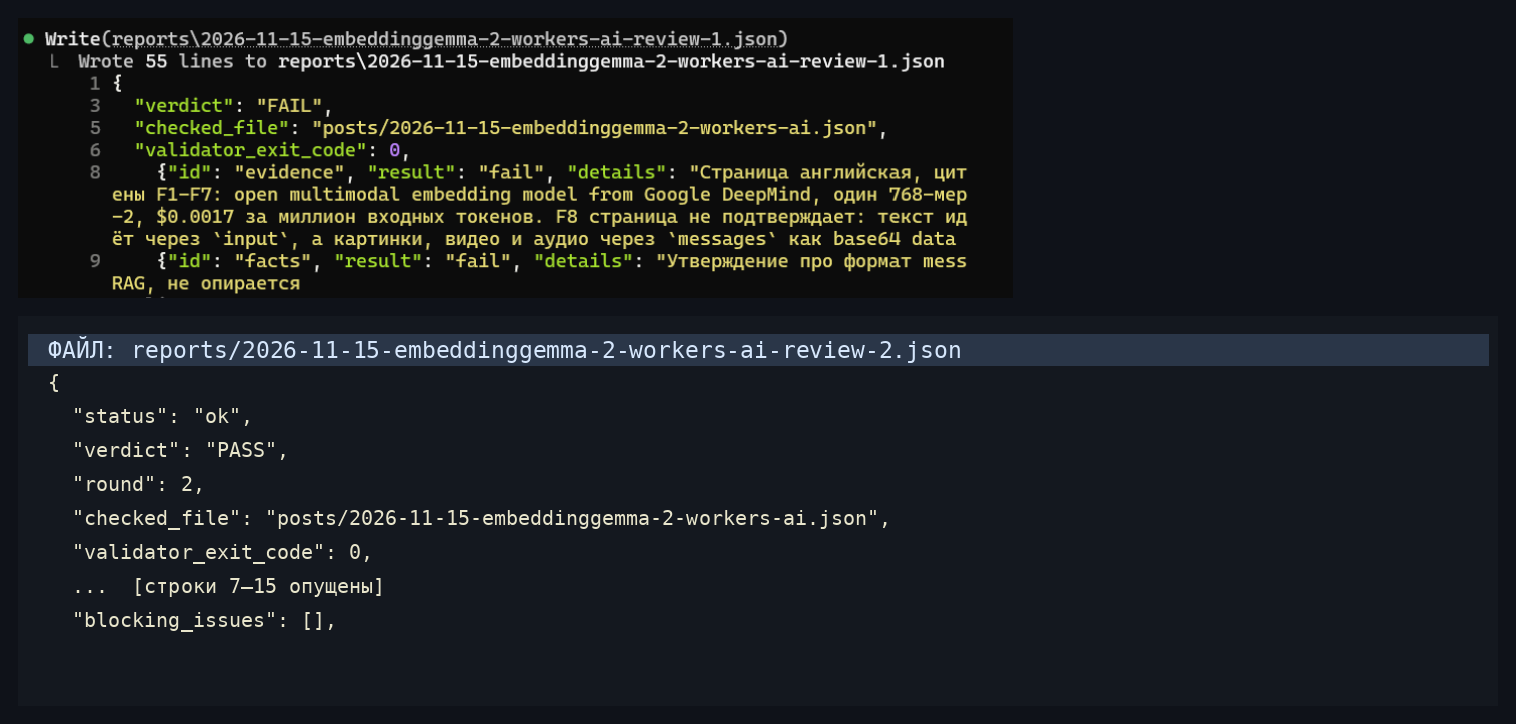 ● Write(reports\2026-11-15-embeddinggemma-2-workers-ai-review-1.json)
└ Wrote 55 lines to reports\2026-11-15-embeddinggemma-2-workers-ai-review-1.json
1 {
3 "verdict": "FAIL",
5 "checked_file": "posts/2026-11-15-embeddinggemma-2-workers-ai.json",
6 "validator_exit_code": 0,
8 {"id": "evidence", "result": "fail", "details": "Страница английская, цит
ены F1-F7: open multimodal embedding model from Google DeepMind, один 768-мер
-2, $0.0017 за миллион входных токенов. F8 страница не подтверждает: текст ид
ёт через `input`, а картинки, видео и аудио через `messages` как base64 data
9 {"id": "facts", "result": "fail", "details": "Утверждение про формат mess
RAG, не опирается
ФАЙЛ: reports/2026-11-15-embeddinggemma-2-workers-ai-review-2.json
{
"status": "ok",
"verdict": "PASS",
"round": 2,
"checked_file": "posts/2026-11-15-embeddinggemma-2-workers-ai.json",
"validator_exit_code": 0,
... [строки 7–15 опущены]
"blocking_issues": [],